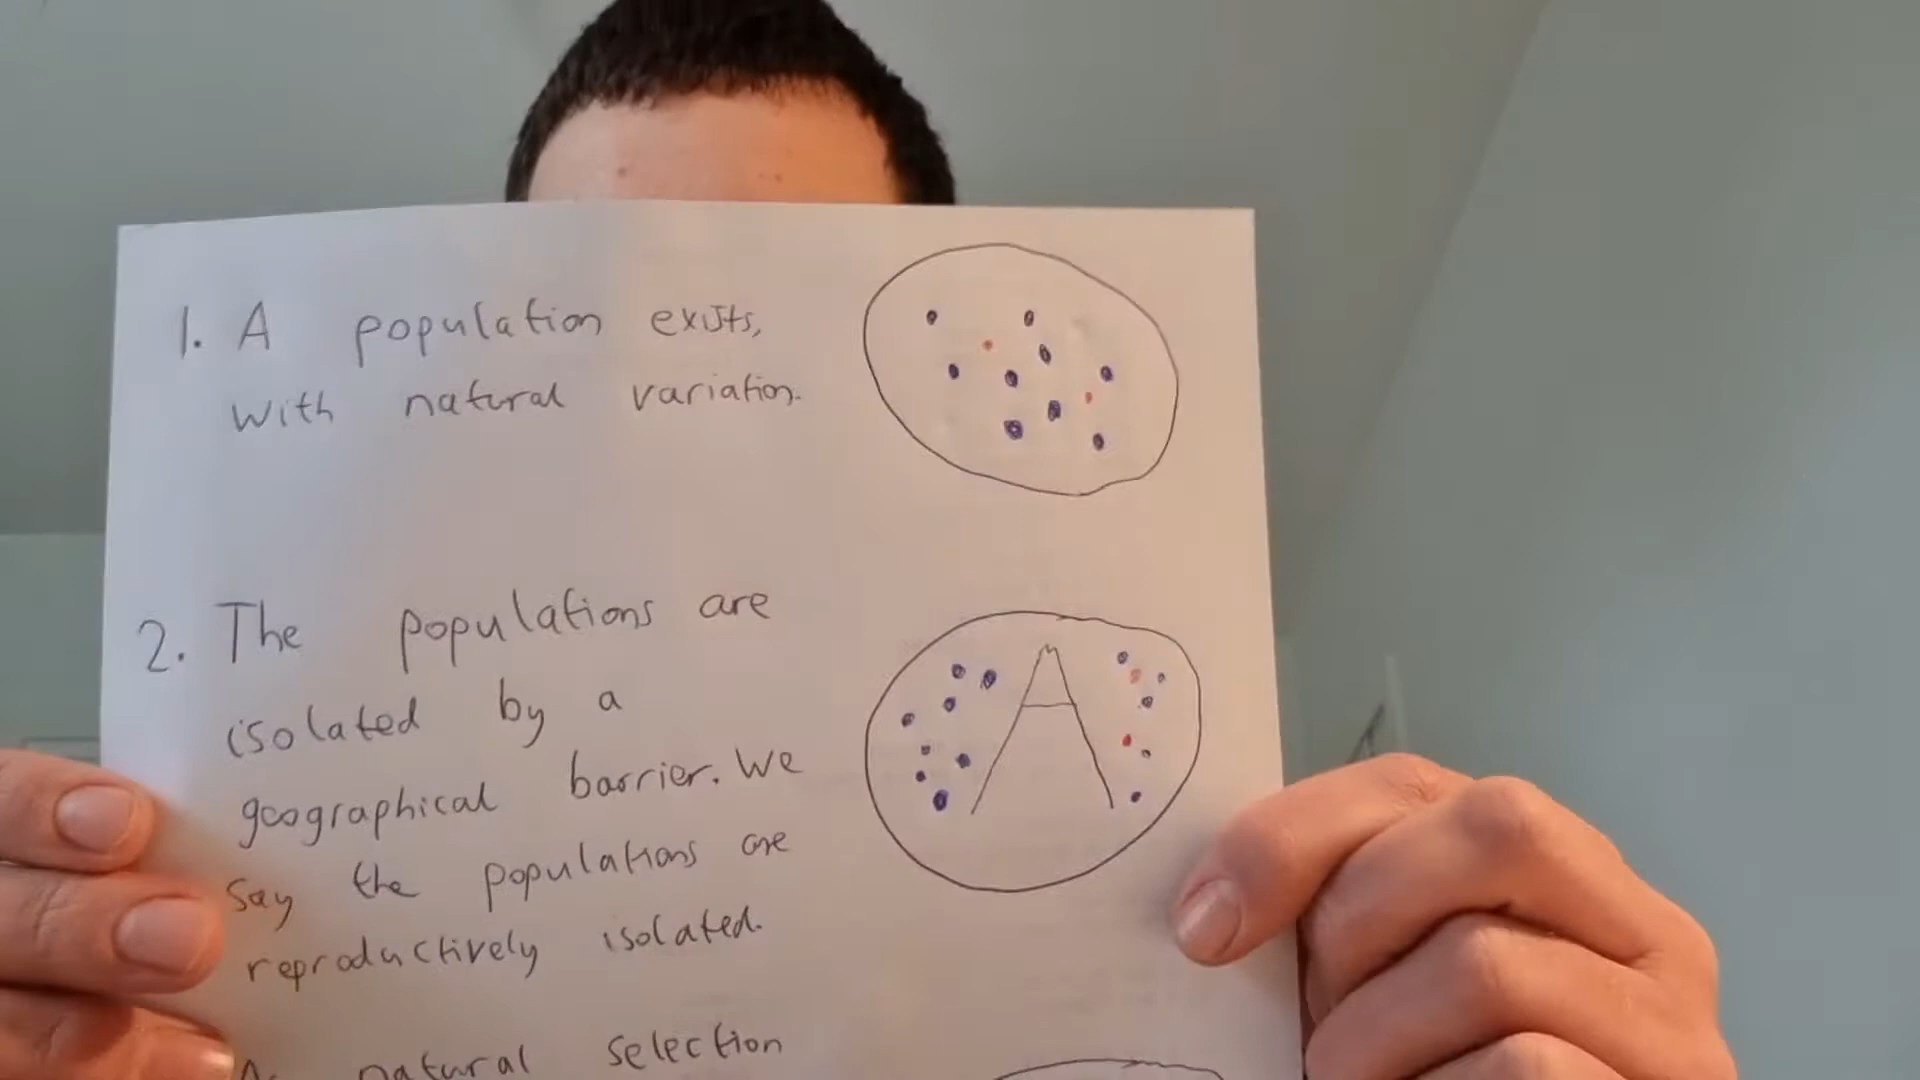 1. A population exists,
with natural variation.
2. The populations are
isolated by a
geographical barrier. We
say the populations are
reproductively isolated.
natural selection